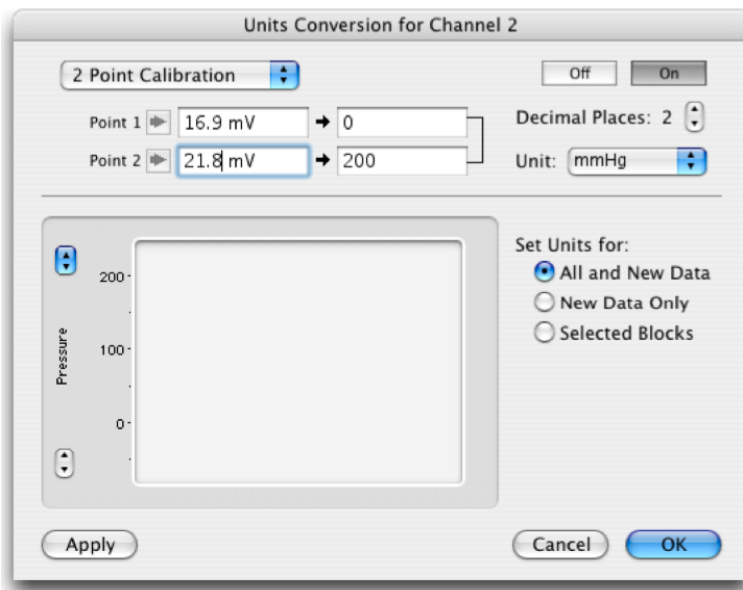 Units Conversion for Channel 2
2 Point Calibration
Off On
Point 1 16.9 mV 0
Decimal Places: 2
Point 2 21.8 mV 200
Unit: mmHg
Set Units for:
All and New Data
New Data Only
Selected Blocks
Pressure
200
100
0
Apply
Cancel OK